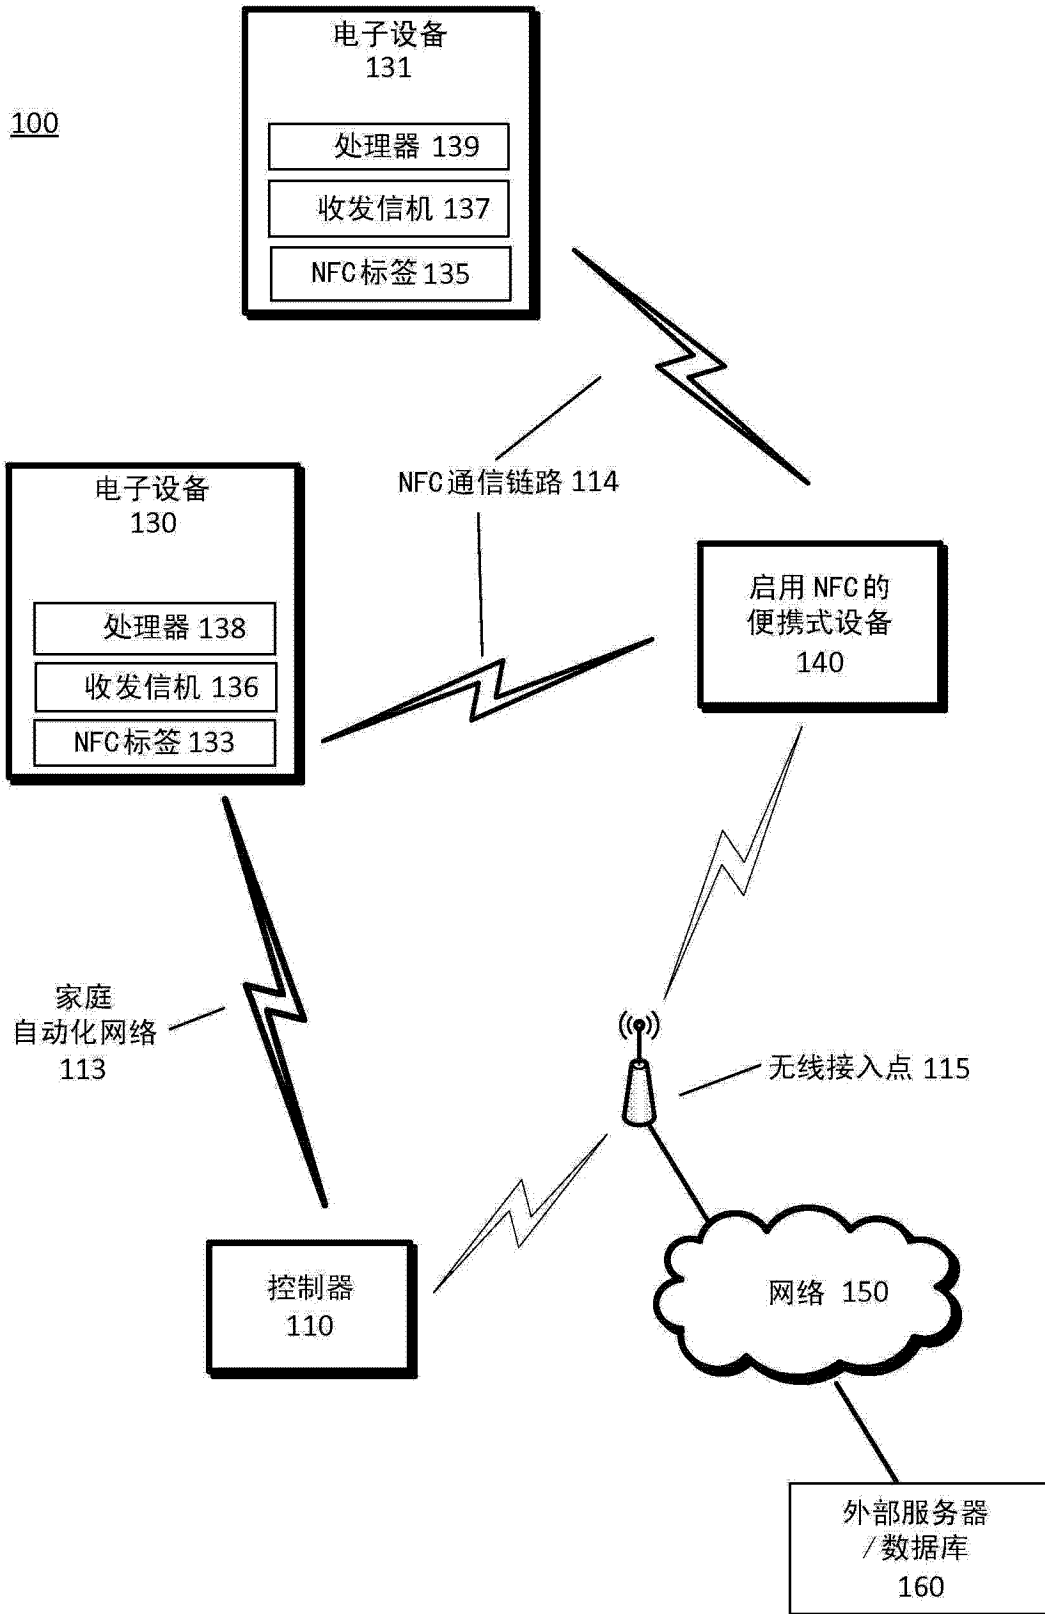 电子设备
131
100
处理器 139
收发信机 137
NFC标签 135
NFC通信链路 114
电子设备
130
处理器 138
收发信机 136
NFC标签 133
启用 NFC 的
便携式设备
140
家庭
自动化网络
113
无线接入点 115
控制器
110
网络 150
外部服务器
/数据库
160